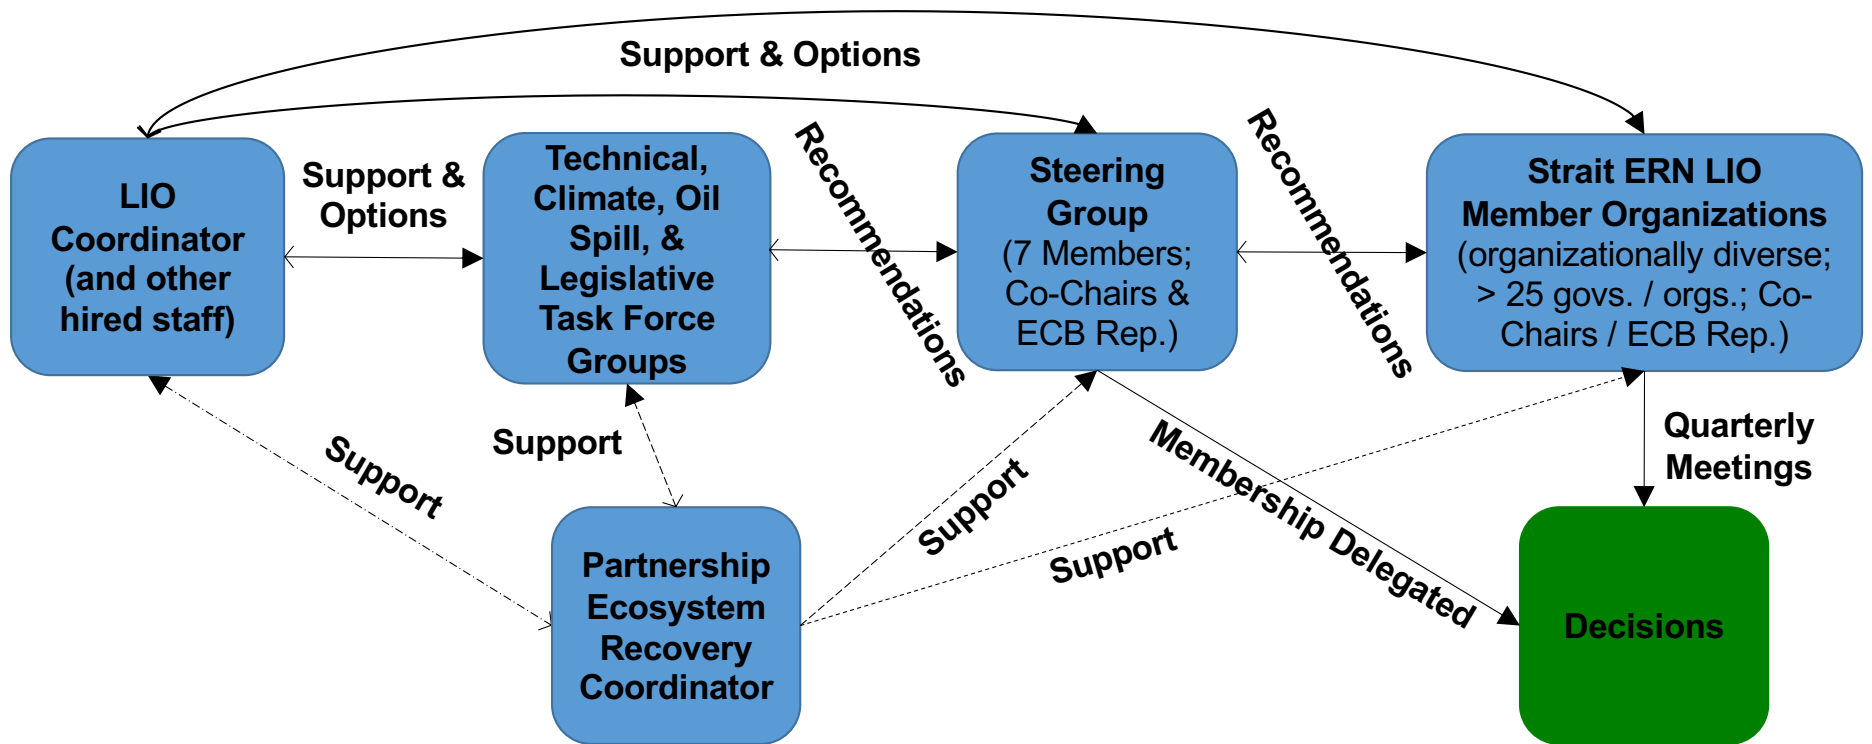 Support & Options
LIO
Coordinator
(and other
hired staff)
Support &
Options
Technical,
Climate, Oil
Spill, &
Legislative
Task Force
Groups
Recommendations
Steering
Group
(7 Members;
Co-Chairs &
ECB Rep.)
Recommendations
Strait ERN LIO
Member Organizations
(organizationally diverse;
> 25 govs. / orgs.; Co-
Chairs / ECB Rep.)
Support
Support
Support
Support
Membership Delegated
Quarterly
Meetings
Partnership
Ecosystem
Recovery
Coordinator
Decisions